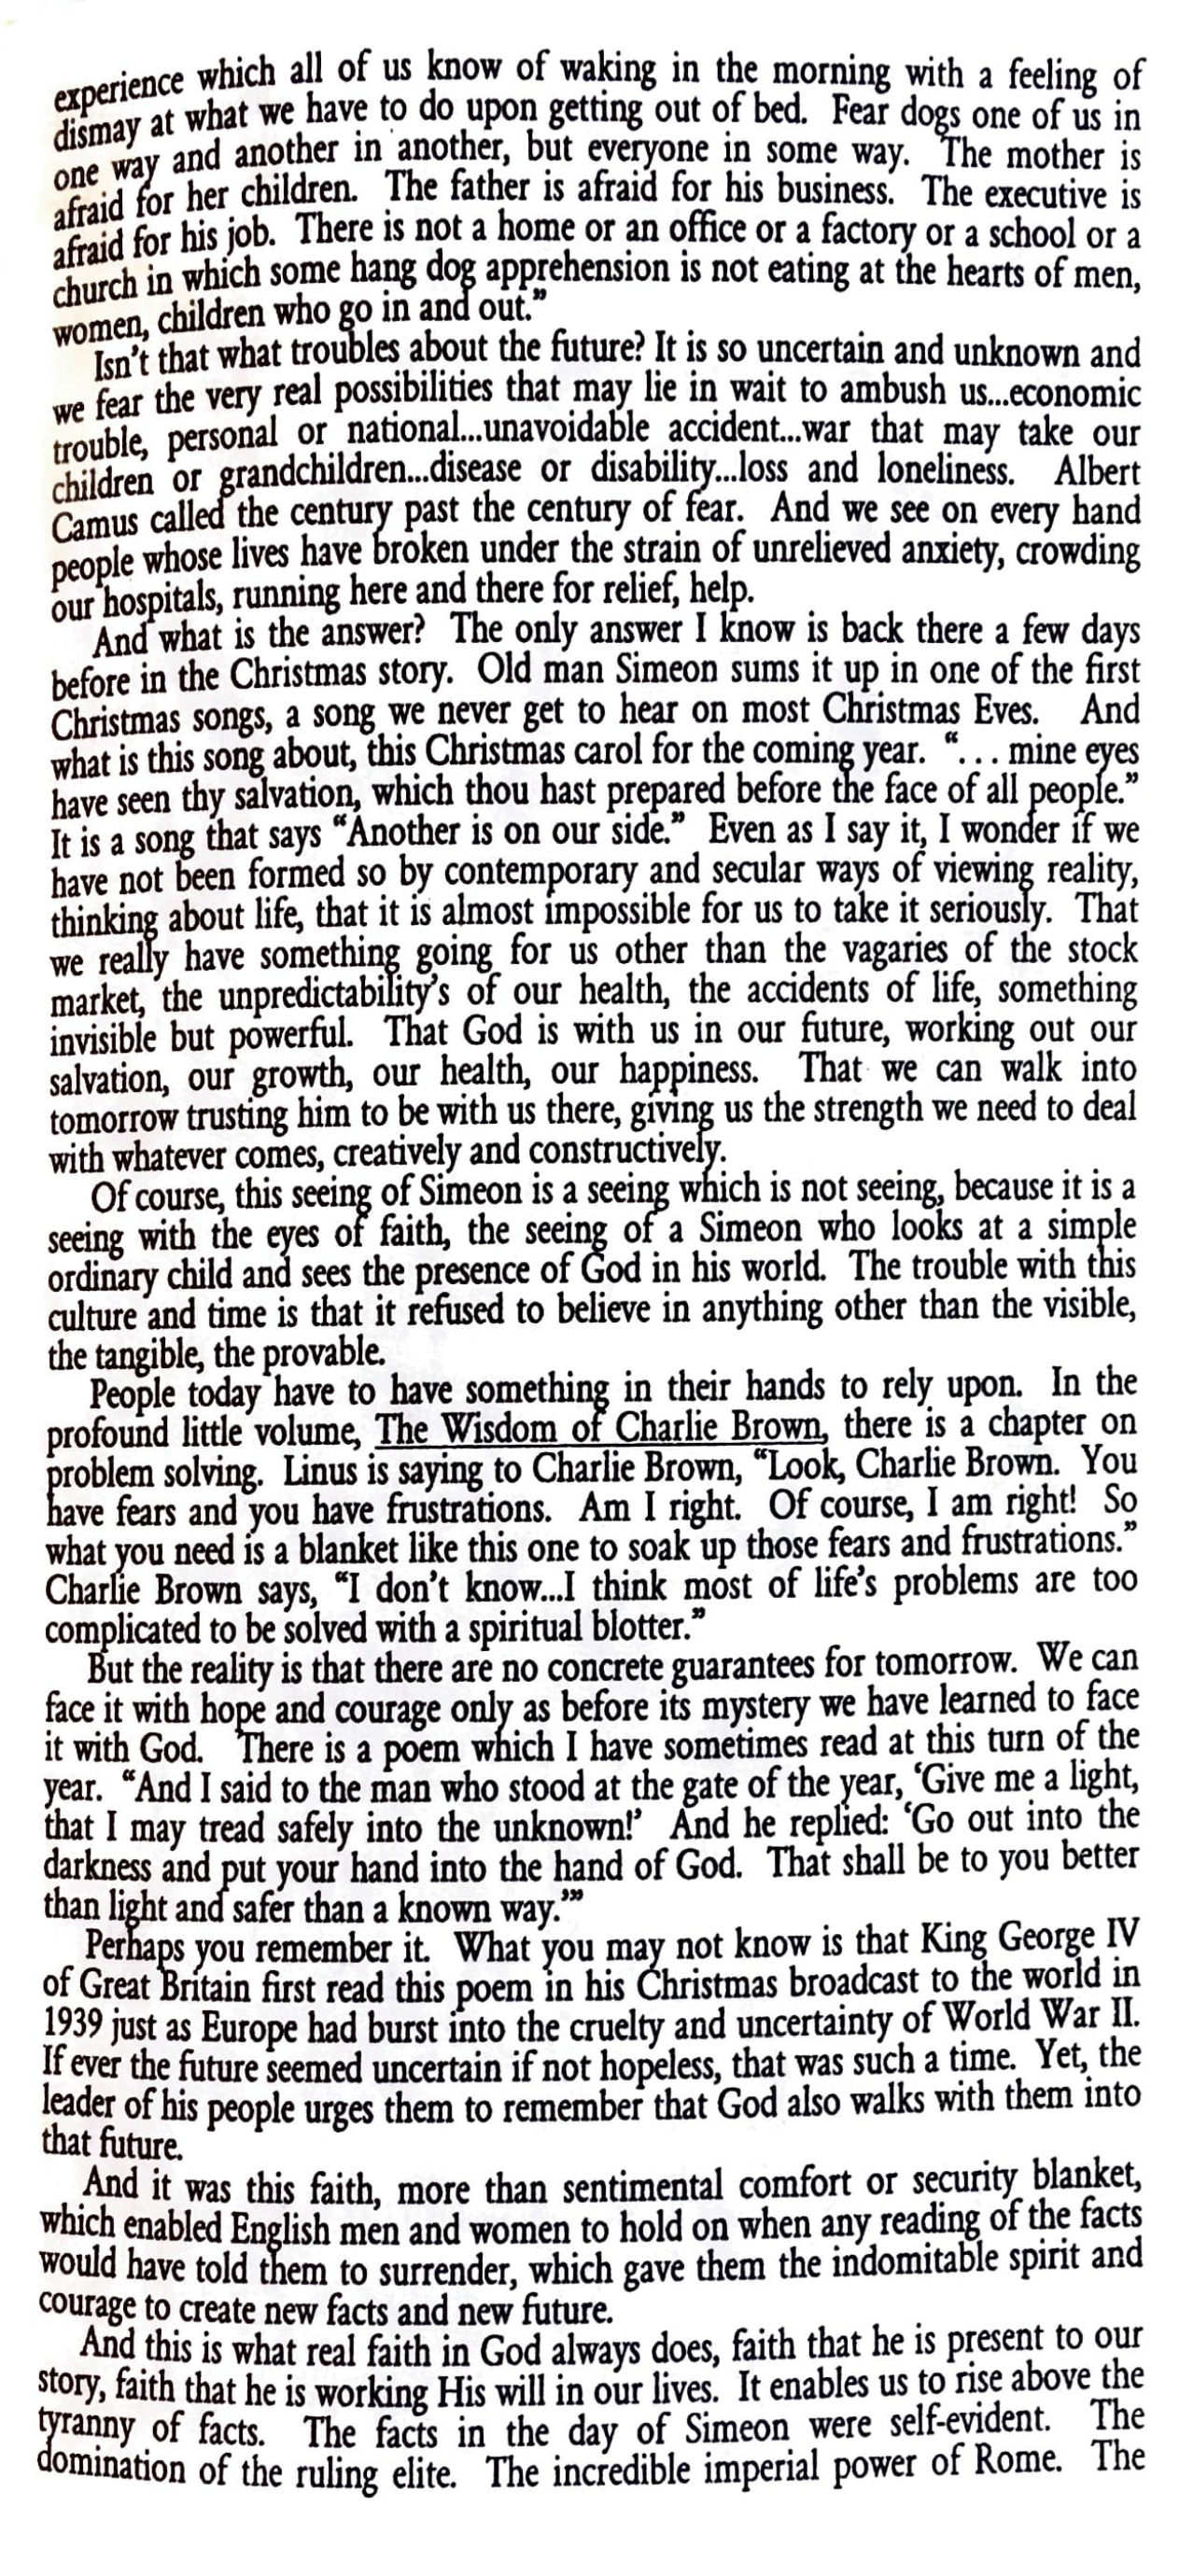 experience which all of us know of waking in the morning with a feeling of
dismay at what we have to do upon getting out of bed. Fear dogs one of us in
one way and another in another, but everyone in some way. The mother is
afraid for her children. The father is afraid for his business. The executive is
afraid for his job. There is not a home or an office or a factory or a school or a
church in which some hang dog apprehension is not eating at the hearts of men,
women, children who go in and out.”
Isn’t that what troubles about the future? It is so uncertain and unknown and
we fear the very real possibilities that may lie in wait to ambush us...economic
trouble, personal or national...unavoidable accident...war that may take our
children or grandchildren...disease or disability...loss and loneliness. Albert
Camus called the century past the century of fear. And we see on every hand
people whose lives have broken under the strain of unrelieved anxiety, crowding
our hospitals, running here and there for relief, help.
And what is the answer? The only answer I know is back there a few days
before in the Christmas story. Old man Simeon sums it up in one of the first
Christmas songs, a song we never get to hear on most Christmas Eves. And
what is this song about, this Christmas carol for the coming year. “. . . mine eyes
have seen thy salvation, which thou hast prepared before the face of all people.”
It is a song that says “Another is on our side.” Even as I say it, I wonder if we
have not been formed so by contemporary and secular ways of viewing reality,
thinking about life, that it is almost impossible for us to take it seriously. That
we really have something going for us other than the vagaries of the stock
market, the unpredictability’s of our health, the accidents of life, something
invisible but powerful. That God is with us in our future, working out our
salvation, our growth, our health, our happiness. That we can walk into
tomorrow trusting him to be with us there, giving us the strength we need to deal
with whatever comes, creatively and constructively.
Of course, this seeing of Simeon is a seeing which is not seeing, because it is a
seeing with the eyes of faith, the seeing of a Simeon who looks at a simple
ordinary child and sees the presence of God in his world. The trouble with this
culture and time is that it refused to believe in anything other than the visible,
the tangible, the provable.
People today have to have something in their hands to rely upon. In the
profound little volume, The Wisdom of Charlie Brown, there is a chapter on
problem solving. Linus is saying to Charlie Brown, “Look, Charlie Brown. You
have fears and you have frustrations. Am I right. Of course, I am right! So
what you need is a blanket like this one to soak up those fears and frustrations.”
Charlie Brown says, “I don’t know...I think most of life’s problems are too
complicated to be solved with a spiritual blotter.”
But the reality is that there are no concrete guarantees for tomorrow. We can
face it with hope and courage only as before its mystery we have learned to face
it with God. There is a poem which I have sometimes read at this turn of the
year. “And I said to the man who stood at the gate of the year, ‘Give me a light,
that I may tread safely into the unknown!’ And he replied: ‘Go out into the
darkness and put your hand into the hand of God. That shall be to you better
than light and safer than a known way.’”
Perhaps you remember it. What you may not know is that King George IV
of Great Britain first read this poem in his Christmas broadcast to the world in
1939 just as Europe had burst into the cruelty and uncertainty of World War II.
If ever the future seemed uncertain if not hopeless, that was such a time. Yet, the
leader of his people urges them to remember that God also walks with them into
that future.
And it was this faith, more than sentimental comfort or security blanket,
which enabled English men and women to hold on when any reading of the facts
would have told them to surrender, which gave them the indomitable spirit and
courage to create new facts and new future.
And this is what real faith in God always does, faith that he is present to our
story, faith that he is working His will in our lives. It enables us to rise above the
tyranny of facts. The facts in the day of Simeon were self-evident. The
domination of the ruling elite. The incredible imperial power of Rome. The